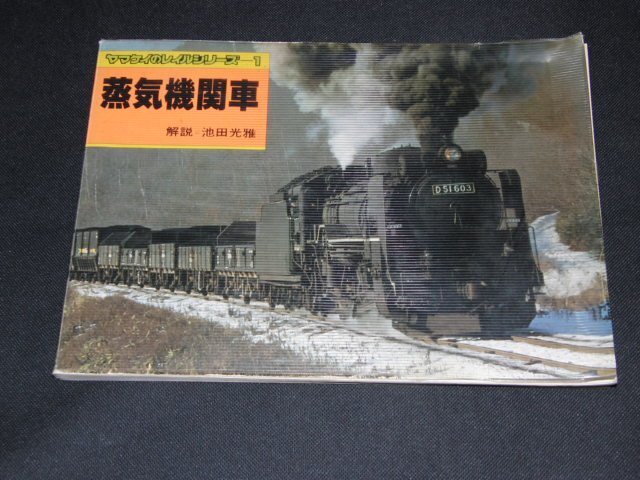 ヤマケイのレイルシリーズ—1
蒸気機関車
解説—池田光雅
D51603